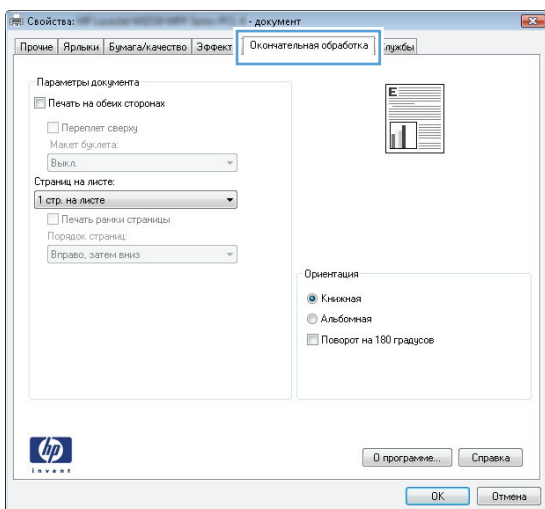 Свойства: - документ
Прочие Ярлыки Бумага/качество Эффект Окончательная обработка лужбы
Параметры документа
Печать на обеих сторонах
Переплет сверху
Макет буклета:
Выкл.
Страниц на листе:
1 стр. на листе
Печать рамки страницы
Порядок страниц:
Вправо, затем вниз
E
Ориентация
Книжная
Альбомная
Поворот на 180 градусов
hp
invent
О программе... Справка
OK Отмена